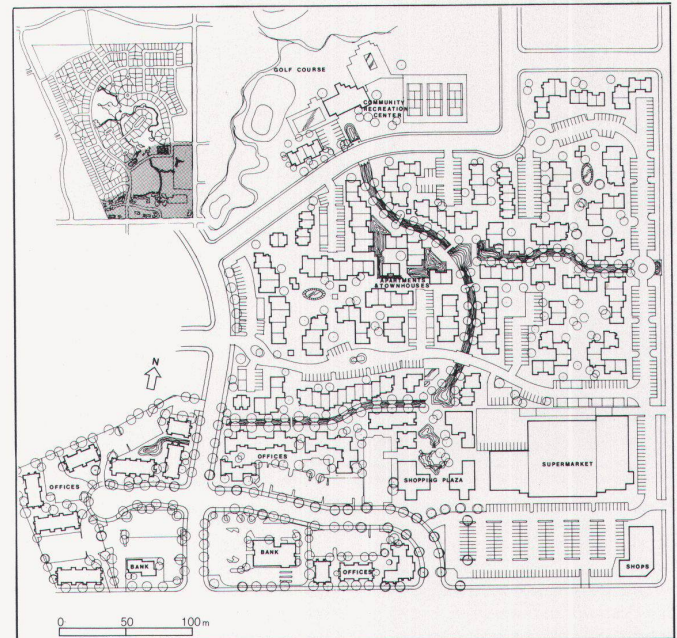 GOLF COURSE
COMMUNITY
RECREATION
CENTER
APARTMENTS
& TOWNHOUSES
N
OFFICES
OFFICES
SHOPPING PLAZA
SUPERMARKET
BANK
BANK
OFFICES
SHOPS
0 50 100 m